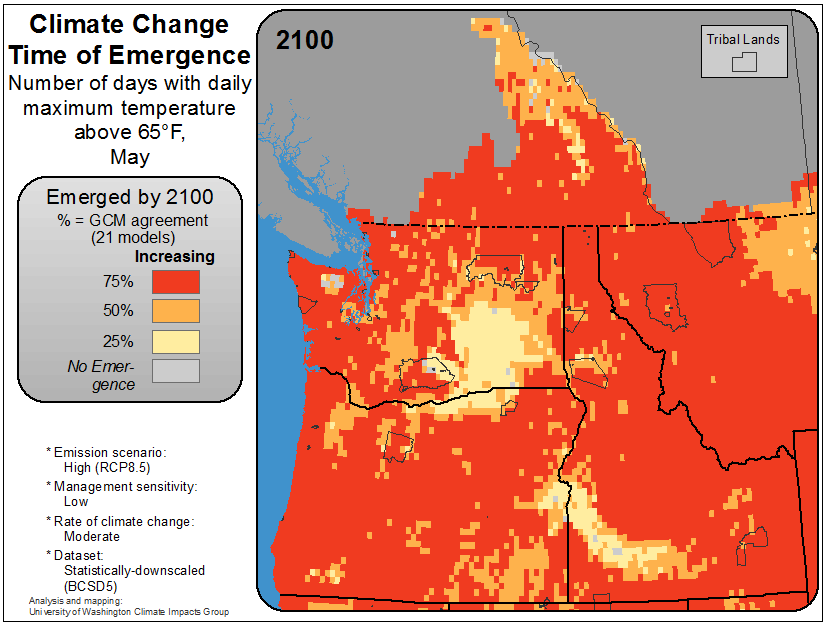 Climate Change
Time of Emergence
Number of days with daily
maximum temperature
above 65°F,
May
Emerged by 2100
% = GCM agreement
(21 models)
Increasing
75%
50%
25%
No Emer-
gence
* Emission scenario:
High (RCP8.5)
* Management sensitivity:
Low
* Rate of climate change:
Moderate
* Dataset:
Statistically-downscaled
(BCSD5)
Analysis and mapping:
University of Washington Climate Impacts Group
2100
Tribal Lands